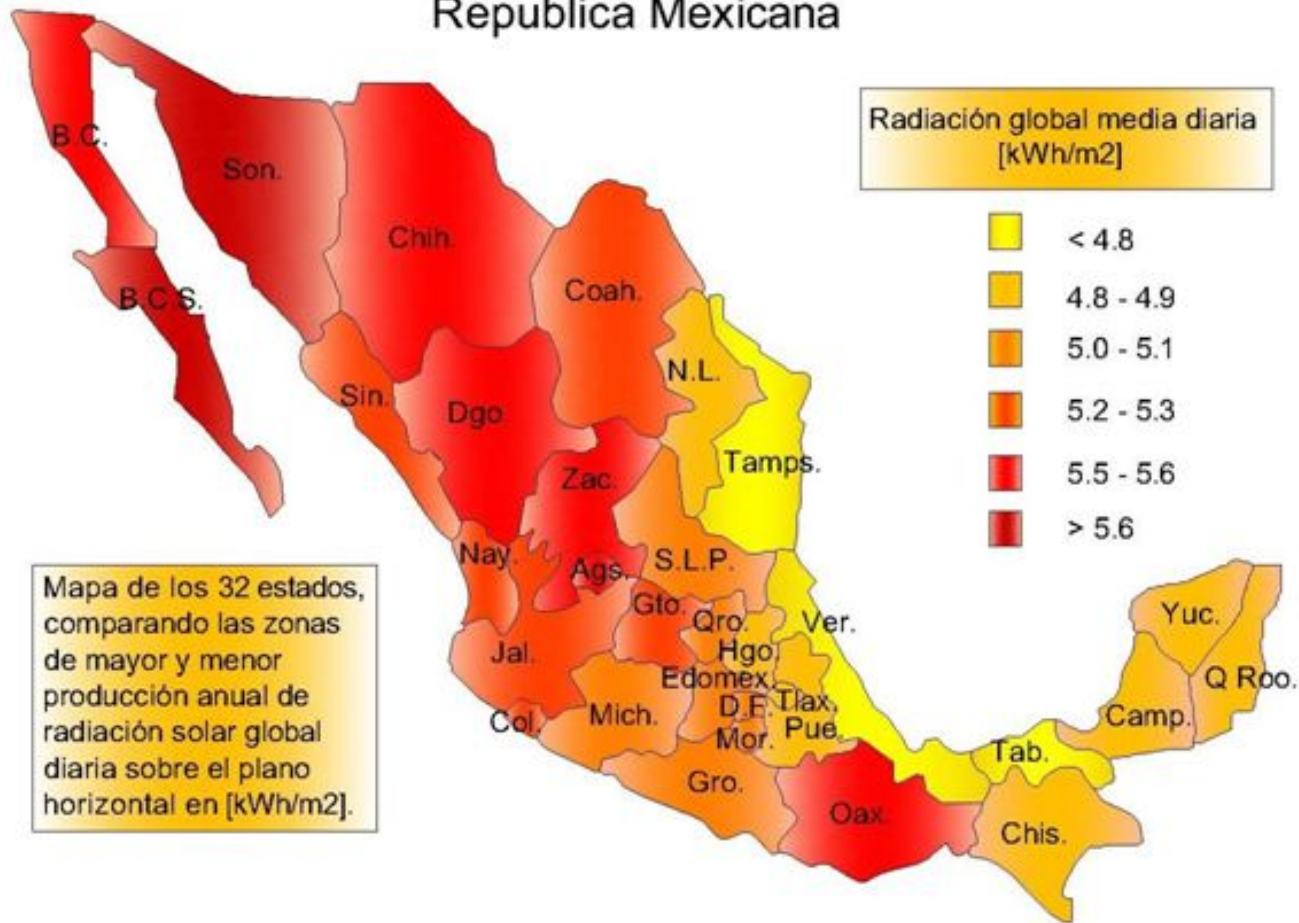 Republica Mexicana
Radiación global media diaria
[kWh/m2]
< 4.8
4.8 - 4.9
5.0 - 5.1
5.2 - 5.3
5.5 - 5.6
> 5.6
B.C.
Son.
Chih.
B.C.S.
Coah.
N.L.
Sin.
Dgo.
Tamps.
Zac.
Nay.
Ags.
S.L.P.
Gto.
Qro.
Ver.
Yuc.
Jal.
Hgo.
Edomex.
Q Roo.
Col.
Mich.
D.F.
Tlax.
Camp.
Mor.
Pue.
Tab.
Gro.
Oax.
Chis.
Mapa de los 32 estados,
comparando las zonas
de mayor y menor
producción anual de
radiación solar global
diaria sobre el plano
horizontal en [kWh/m2].